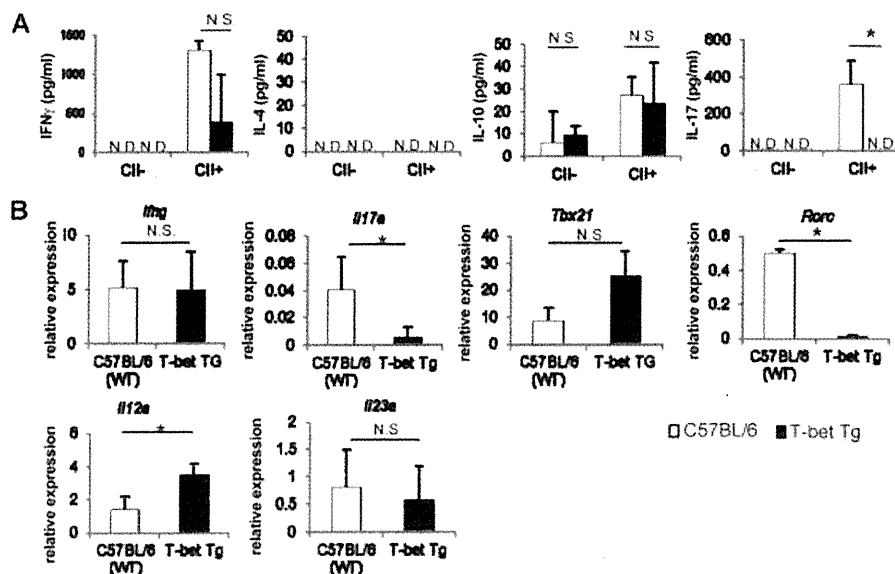 A
IFNγ (pg/ml)
1600
1000
500
0
N.D. N.D.
N S
CII-
CII+
IL-4 (pg/ml)
50
40
30
20
10
0
N.D. N.D.
N.D. N.D.
CII-
CII+
IL-10 (pg/ml)
50
40
30
20
10
0
N S
N S
CII-
CII+
IL-17 (pg/ml)
600
400
200
0
N.D. N.D.
*
N.D
CII-
CII+
B
Ifng
relative expression
10
5
0
N.S.
C57BL/6
(WT)
T-bet TG
Il17a
relative expression
0.08
0.06
0.04
0.02
0
*
C57BL/6
(WT)
T-bet Tg
Tbx21
relative expression
40
30
20
10
0
N.S
C57BL/6
(WT)
T-bet Tg
Rorc
relative expression
0.6
0.4
0.2
0
*
C57BL/6
(WT)
T-bet Tg
Il12a
relative expression
6
4
2
0
*
C57BL/6
(WT)
T-bet Tg
Il23a
relative expression
2
1.5
1
0.5
0
N.S
C57BL/6
(WT)
T-bet Tg
C57BL/6 T-bet Tg